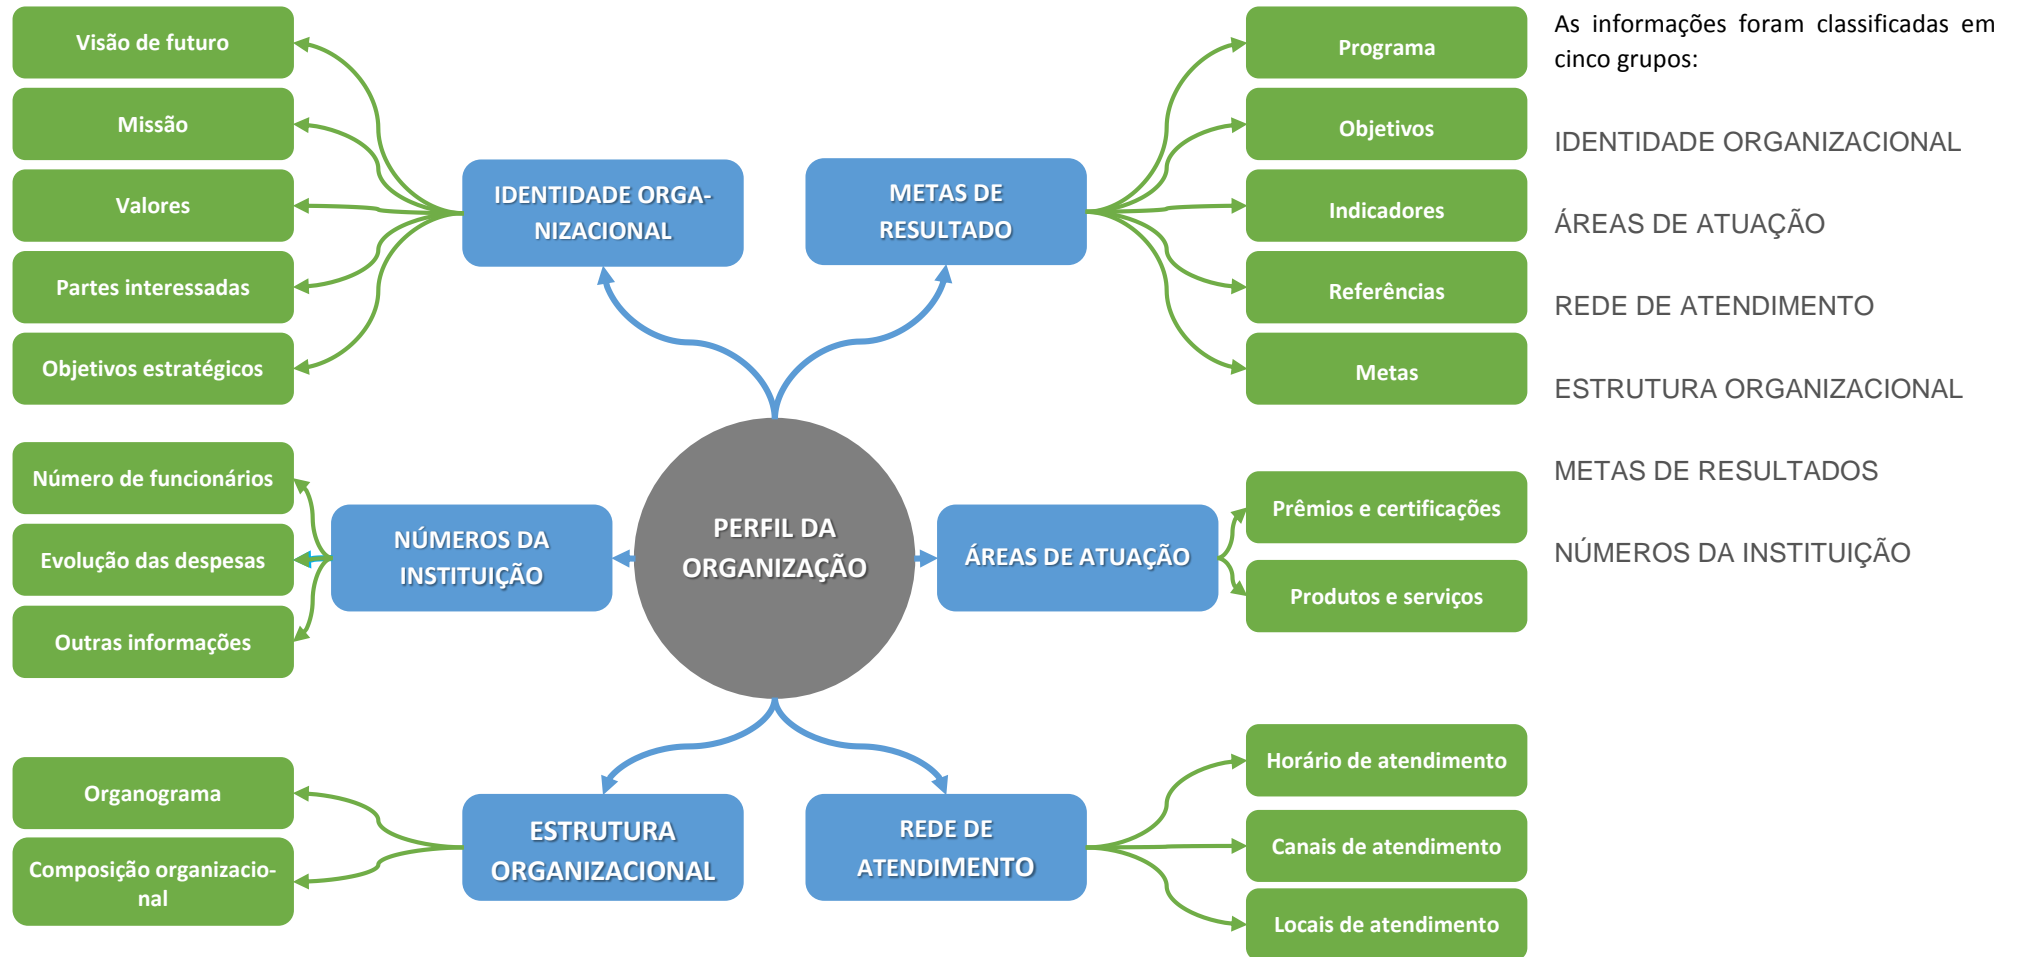 Visão de futuro
Missão
Valores
Partes interessadas
Objetivos estratégicos
IDENTIDADE ORGA-
NIZACIONAL
METAS DE
RESULTADO
Programa
Objetivos
Indicadores
Referências
Metas
Número de funcionários
Evolução das despesas
Outras informações
NÚMEROS DA
INSTITUIÇÃO
PERFIL DA
ORGANIZAÇÃO
ÁREAS DE ATUAÇÃO
Prêmios e certificações
Produtos e serviços
Organograma
Composição organizacio-
nal
ESTRUTURA
ORGANIZACIONAL
REDE DE
ATENDIMENTO
Horário de atendimento
Canais de atendimento
Locais de atendimento
As informações foram classificadas em
cinco grupos:
IDENTIDADE ORGANIZACIONAL
ÁREAS DE ATUAÇÃO
REDE DE ATENDIMENTO
ESTRUTURA ORGANIZACIONAL
METAS DE RESULTADOS
NÚMEROS DA INSTITUIÇÃO